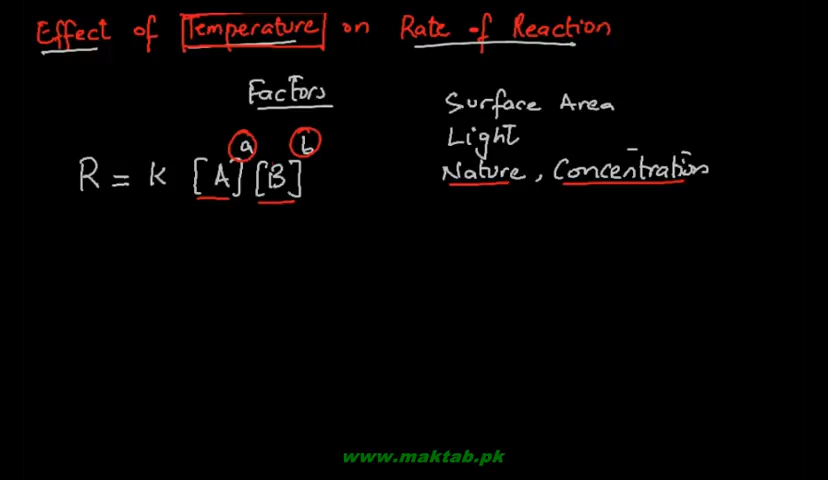 Effect of Temperature on Rate of Reaction
Factors
Surface Area
Light
R = k [A]^a [B]^b
Nature, Concentration
www.maktab.pk